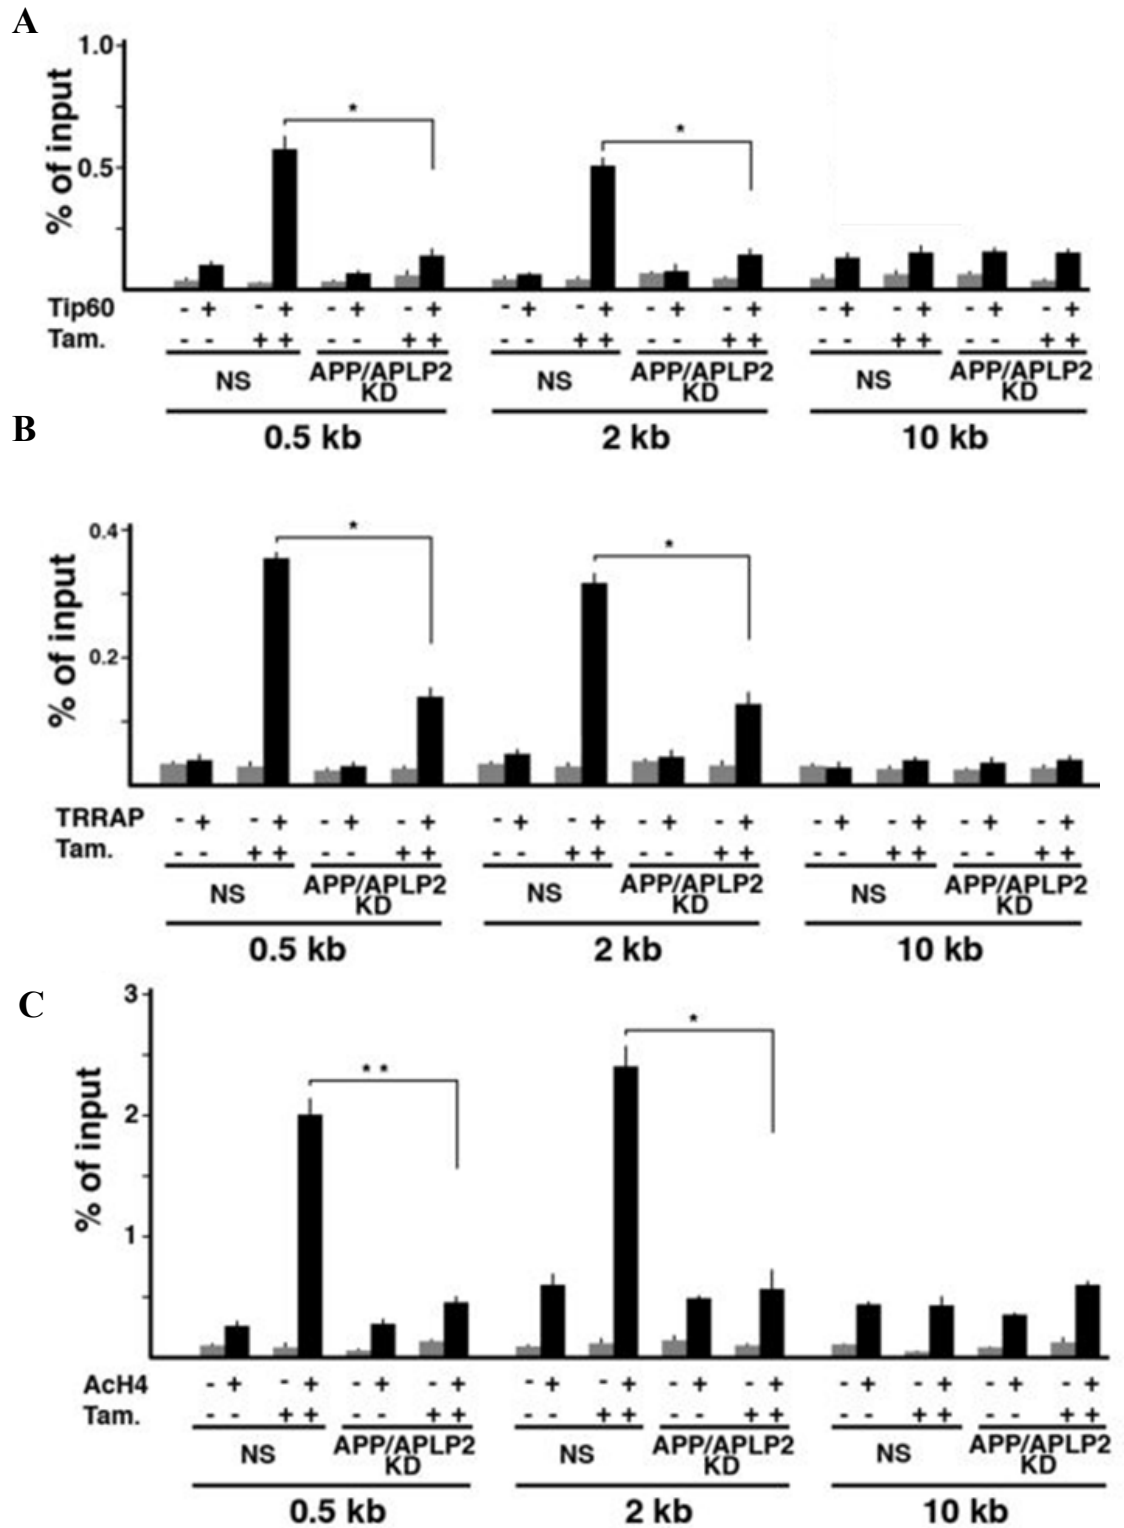 A
1.0
% of input
0.5
* *
Tip60 - + - + - + - + - + - + - + - + - + - + - + - +
Tam. - - + + - - + + - - + + - - + + - - + + - - + +
NS APP/APLP2 KD NS APP/APLP2 KD NS APP/APLP2 KD
0.5 kb 2 kb 10 kb
B
0.4
% of input
0.2
* *
TRRAP - + - + - + - + - + - + - + - + - + - + - + - +
Tam. - - + + - - + + - - + + - - + + - - + + - - + +
NS APP/APLP2 KD NS APP/APLP2 KD NS APP/APLP2 KD
0.5 kb 2 kb 10 kb
C
3
% of input
2
1
* * *
AcH4 - + - + - + - + - + - + - + - + - + - + - + - +
Tam. - - + + - - + + - - + + - - + + - - + + - - + +
NS APP/APLP2 KD NS APP/APLP2 KD NS APP/APLP2 KD
0.5 kb 2 kb 10 kb